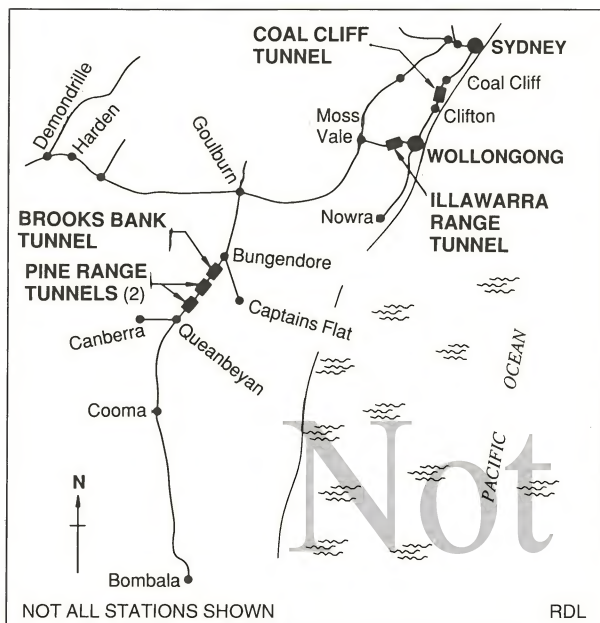 COAL CLIFF
TUNNEL
SYDNEY
Coal Cliff
Clifton
Demondrille
Harden
Moss
Vale
WOLLONGONG
Goulburn
ILLAWARRA
RANGE
TUNNEL
Nowra
BROOKS BANK
TUNNEL
Bungendore
PINE RANGE
TUNNELS (2)
Captains Flat
Canberra
Queanbeyan
OCEAN
PACIFIC
Cooma
Not
N
Bombala
NOT ALL STATIONS SHOWN
RDL